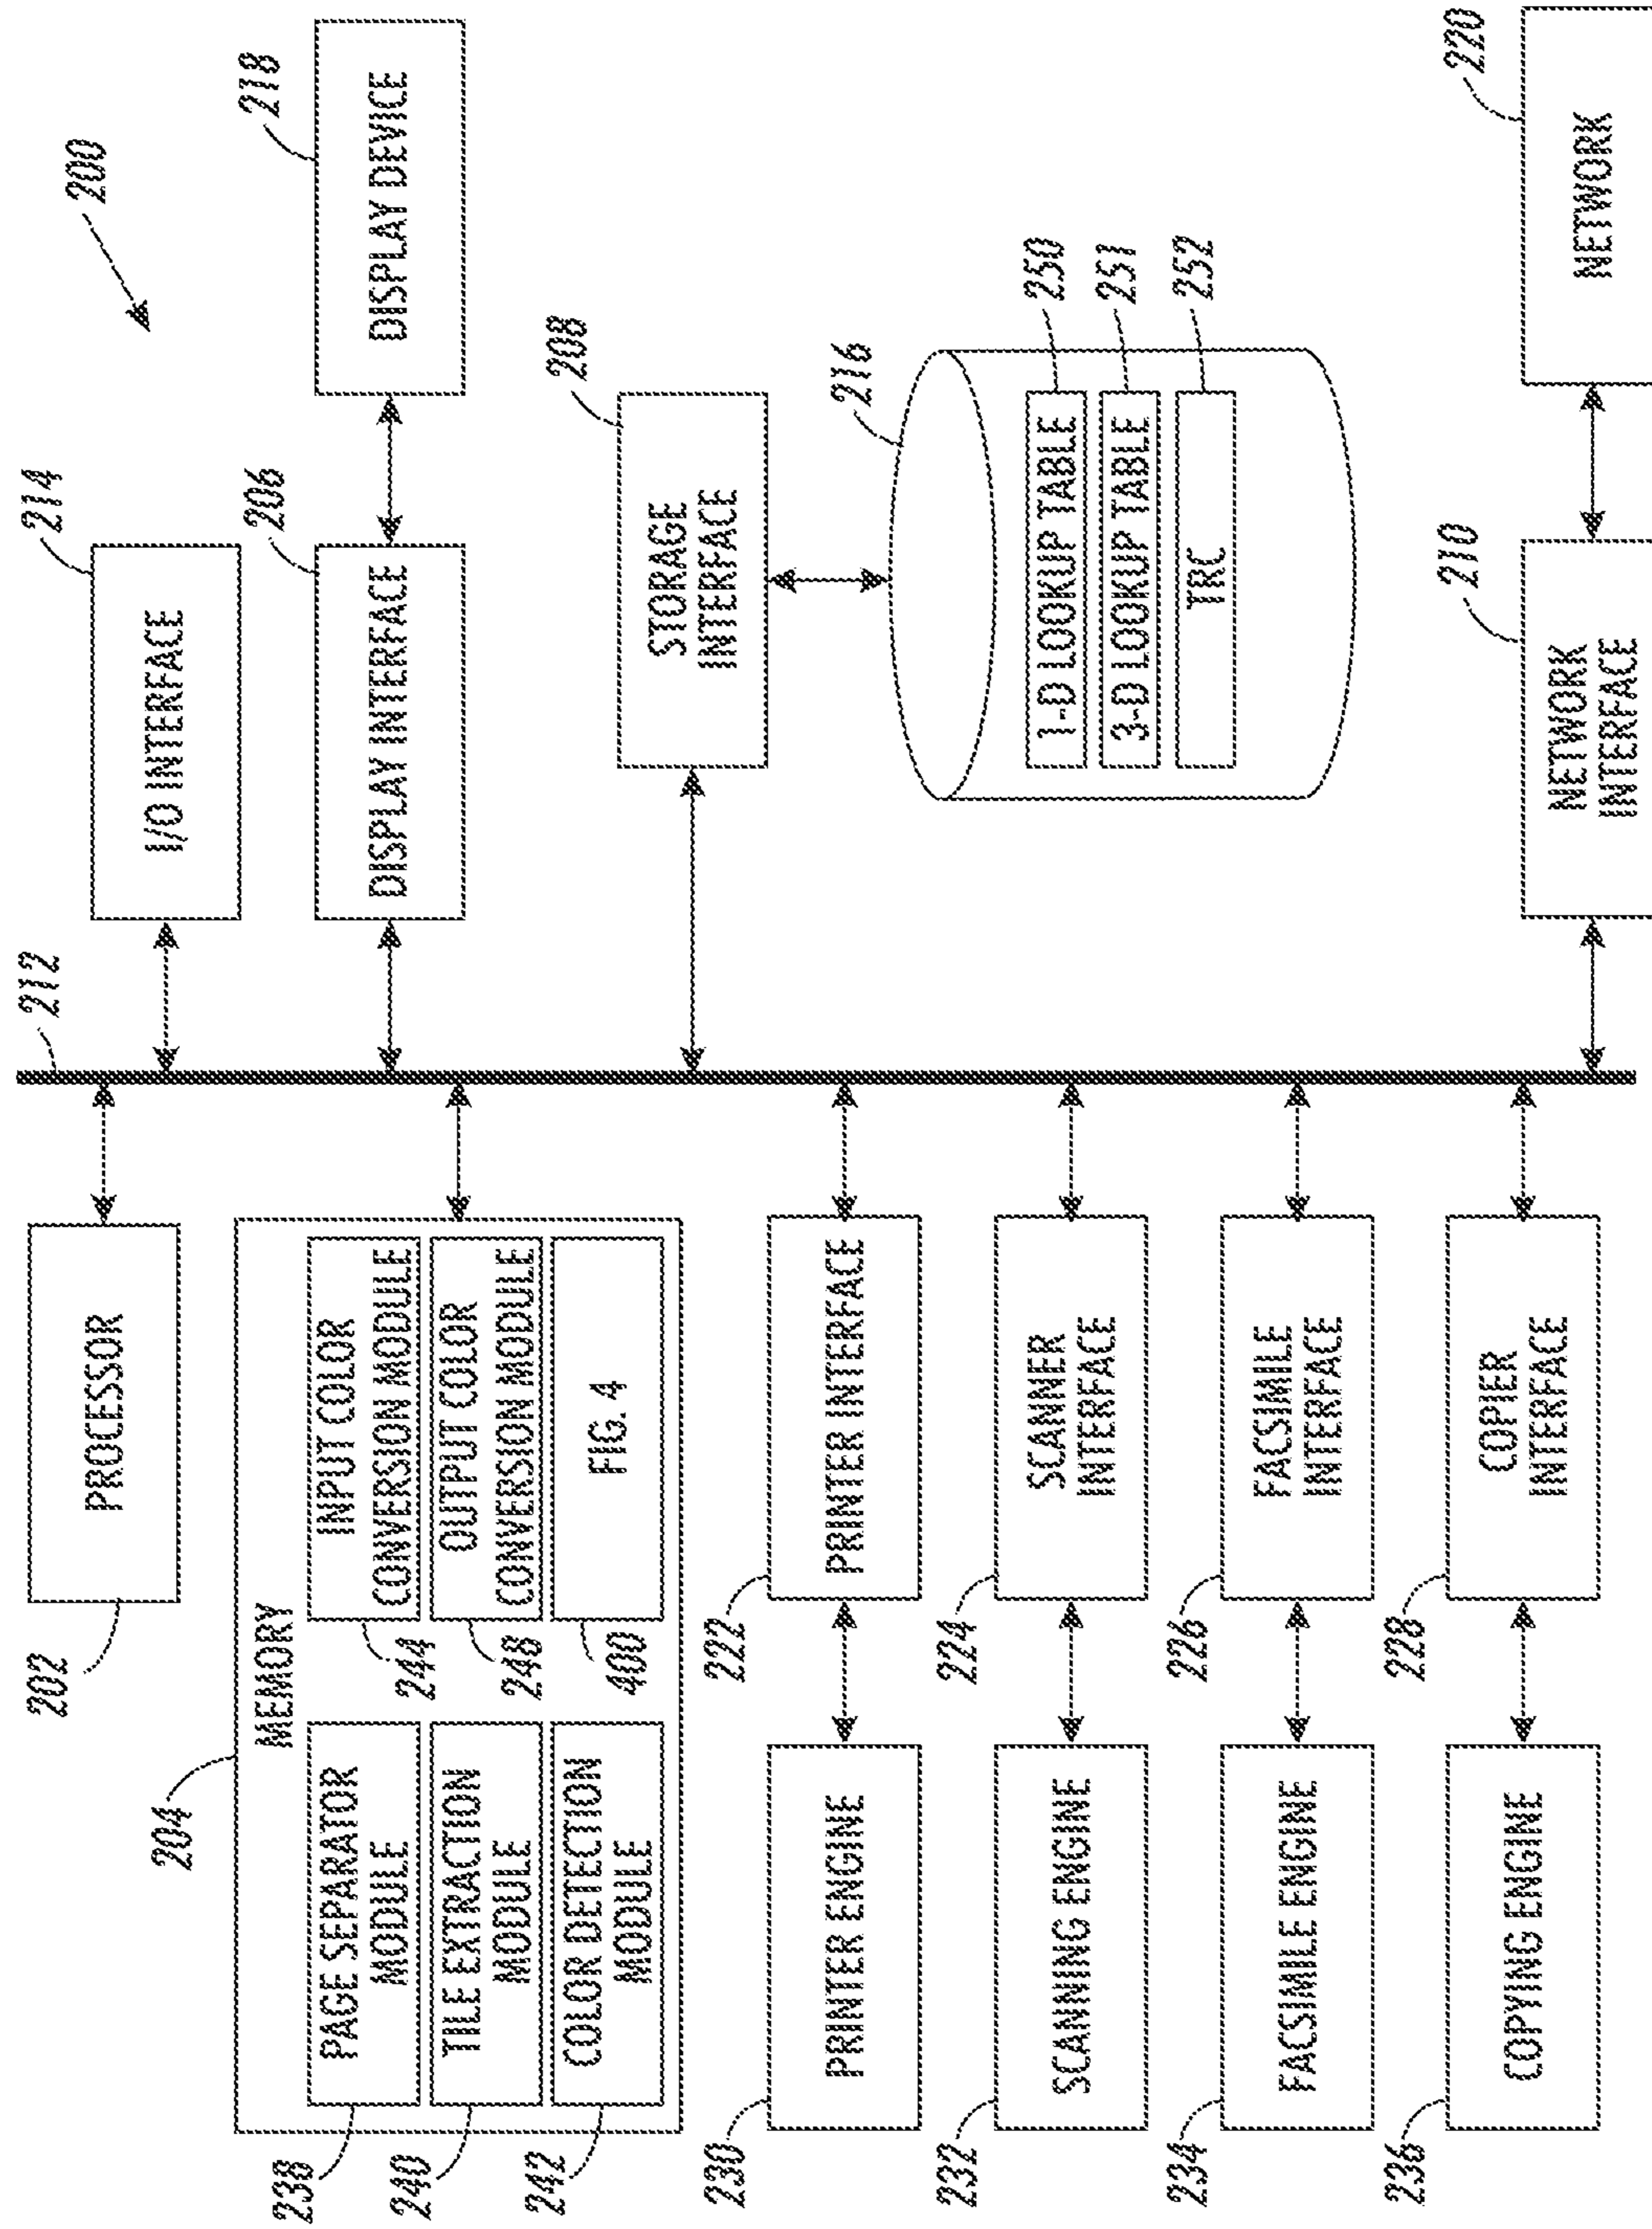 200
212
202
PROCESSOR
214
I/O INTERFACE
204
MEMORY
238
PAGE SEPARATOR
MODULE
244
INPUT COLOR
CONVERSION MODULE
240
TILE EXTRACTION
MODULE
248
OUTPUT COLOR
CONVERSION MODULE
242
COLOR DETECTION
MODULE
400
FIG. 4
206
DISPLAY INTERFACE
218
DISPLAY DEVICE
208
STORAGE
INTERFACE
216
1-D LOOKUP TABLE
250
3-D LOOKUP TABLE
251
TRC
252
230
PRINTER ENGINE
222
PRINTER INTERFACE
232
SCANNING ENGINE
224
SCANNER
INTERFACE
234
FACSIMILE ENGINE
226
FACSIMILE
INTERFACE
236
COPYING ENGINE
228
COPIER
INTERFACE
210
NETWORK
INTERFACE
220
NETWORK